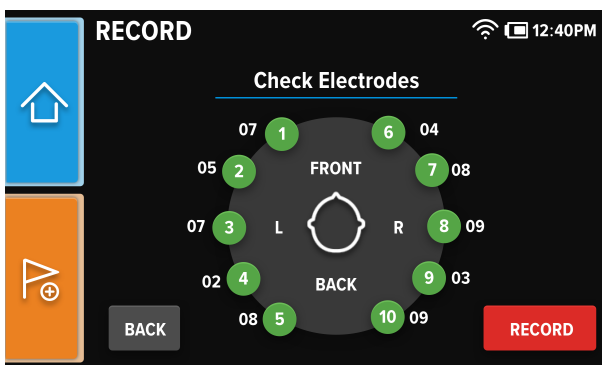 RECORD 12:40PM
Check Electrodes
07 1 6 04
FRONT
05 2 7 08
07 3 L R 8 09
02 4 BACK 9 03
08 5 10 09
BACK RECORD